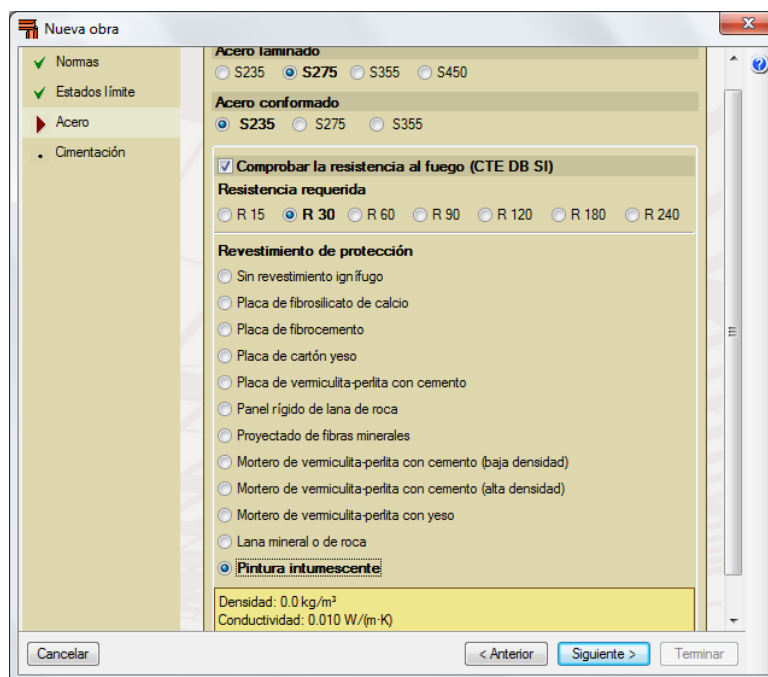 Nueva obra
Normas
Estados límite
Acero
Cimentación
Acero laminado
S235 S275 S355 S450
Acero conformado
S235 S275 S355
Comprobar la resistencia al fuego (CTE DB SI)
Resistencia requerida
R 15 R 30 R 60 R 90 R 120 R 180 R 240
Revestimiento de protección
Sin revestimiento ignífugo
Placa de fibrosilicato de calcio
Placa de fibrocemento
Placa de cartón yeso
Placa de vermiculita-perlita con cemento
Panel rígido de lana de roca
Proyectado de fibras minerales
Mortero de vermiculita-perlita con cemento (baja densidad)
Mortero de vermiculita-perlita con cemento (alta densidad)
Mortero de vermiculita-perlita con yeso
Lana mineral o de roca
Pintura intumescente
Densidad: 0.0 kg/m³
Conductividad: 0.010 W/(m·K)
Cancelar < Anterior Siguiente > Terminar